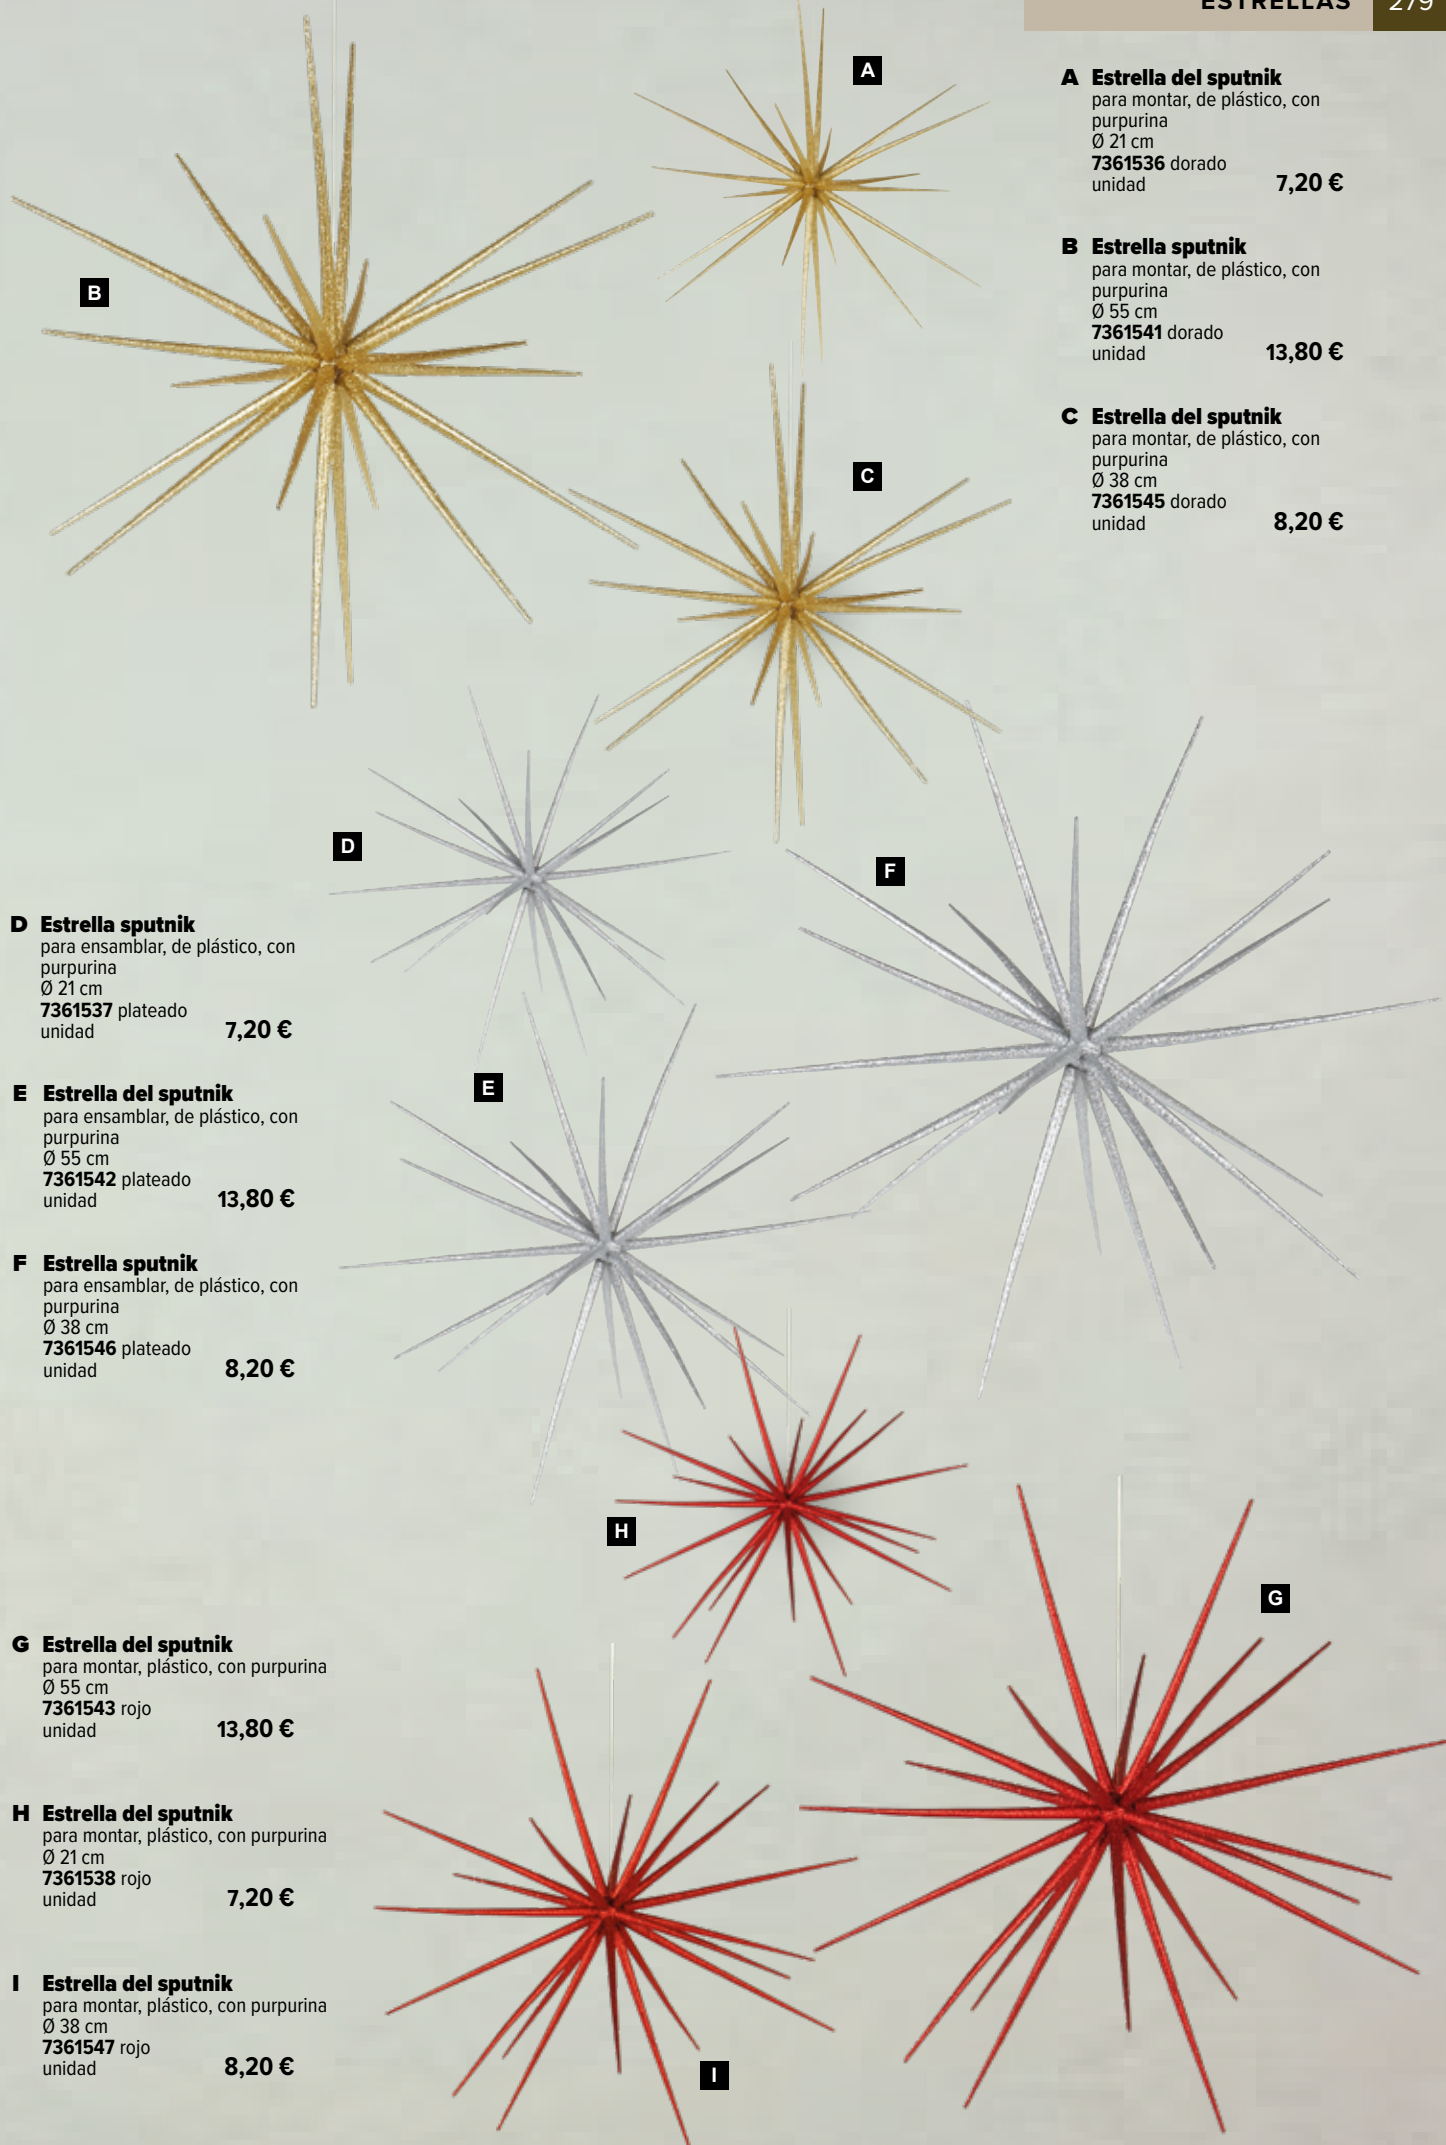 ESTRELLAS 279
A
A Estrella del sputnik
para montar, de plástico, con
purpurina
Ø 21 cm
7361536 dorado
unidad 7,20 €
B Estrella sputnik
para montar, de plástico, con
purpurina
Ø 55 cm
7361541 dorado
unidad 13,80 €
B
C Estrella del sputnik
para montar, de plástico, con
purpurina
Ø 38 cm
7361545 dorado
unidad 8,20 €
C
D
F
D Estrella sputnik
para ensamblar, de plástico, con
purpurina
Ø 21 cm
7361537 plateado
unidad 7,20 €
E
E Estrella del sputnik
para ensamblar, de plástico, con
purpurina
Ø 55 cm
7361542 plateado
unidad 13,80 €
F Estrella sputnik
para ensamblar, de plástico, con
purpurina
Ø 38 cm
7361546 plateado
unidad 8,20 €
H
G
G Estrella del sputnik
para montar, plástico, con purpurina
Ø 55 cm
7361543 rojo
unidad 13,80 €
H Estrella del sputnik
para montar, plástico, con purpurina
Ø 21 cm
7361538 rojo
unidad 7,20 €
I Estrella del sputnik
para montar, plástico, con purpurina
Ø 38 cm
7361547 rojo
unidad 8,20 €
I